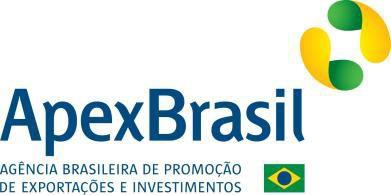 ApexBrasil
AGÊNCIA BRASILEIRA DE PROMOÇÃO
DE EXPORTAÇÕES E INVESTIMENTOS